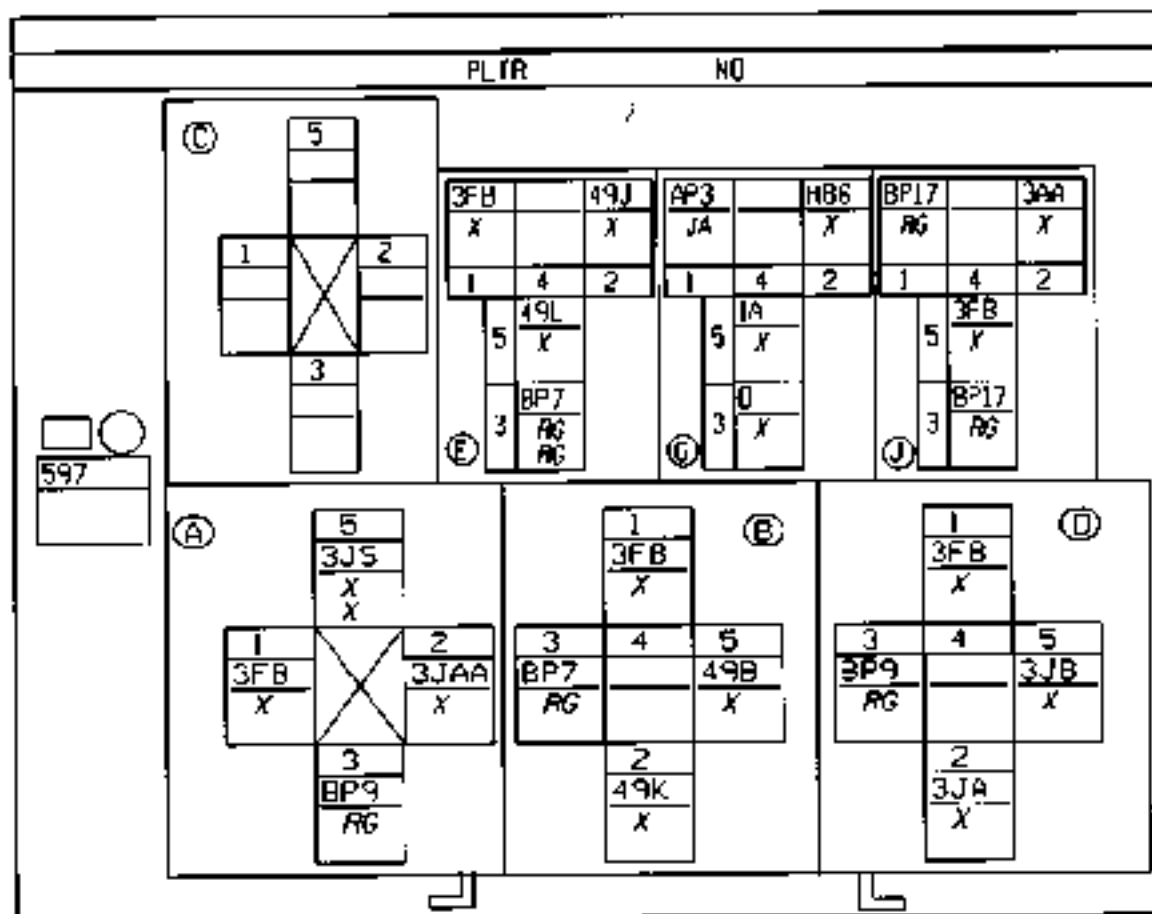 PLTR NO
C
5
1 2
3
3FB 49J
X X
1 4 2
5 49L
X
3 BP7
RG
RG
E
AP3 HB6
JA X
1 4 2
5 1A
X
3 0
X
G
BP17 3AA
RG X
1 4 2
5 3FB
X
3 BP17
RG
J
597
A
5
3JS
X
X
1 2
3FB 3JAA
X X
3
BP9
RG
B
1
3FB
X
3 4 5
BP7 49B
RG X
2
49K
X
D
1
3FB
X
3 4 5
BP9 3JB
RG X
2
3JA
X